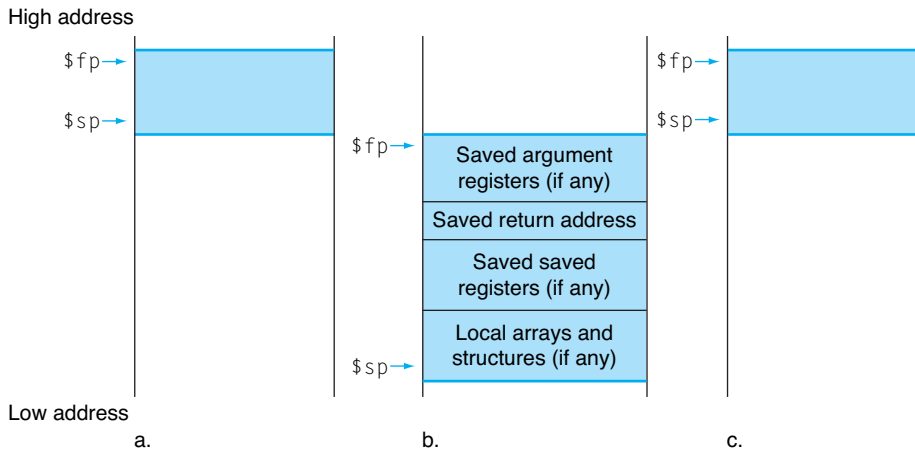 High address
$fp
$sp
$fp
Saved argument
registers (if any)
Saved return address
Saved saved
registers (if any)
Local arrays and
structures (if any)
$sp
$fp
$sp
Low address
a.
b.
c.